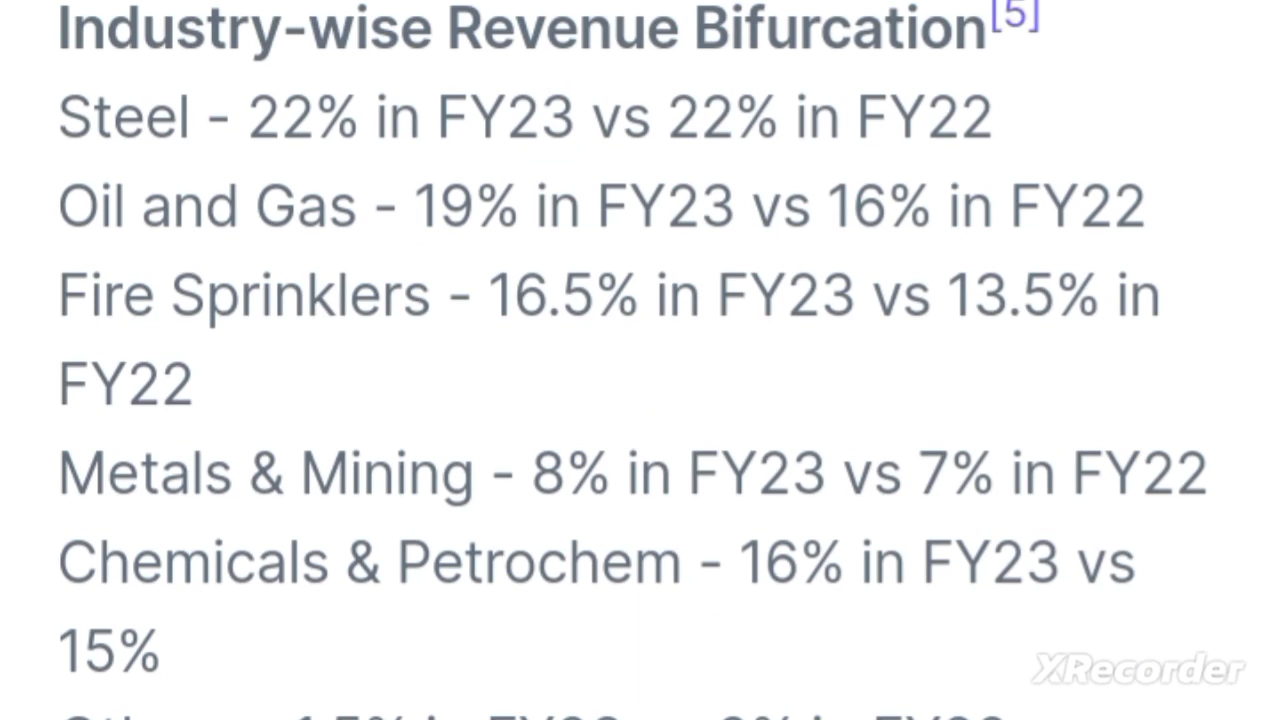 Industry-wise Revenue Bifurcation[5]
Steel - 22% in FY23 vs 22% in FY22
Oil and Gas - 19% in FY23 vs 16% in FY22
Fire Sprinklers - 16.5% in FY23 vs 13.5% in
FY22
Metals & Mining - 8% in FY23 vs 7% in FY22
Chemicals & Petrochem - 16% in FY23 vs
15%
XRecorder